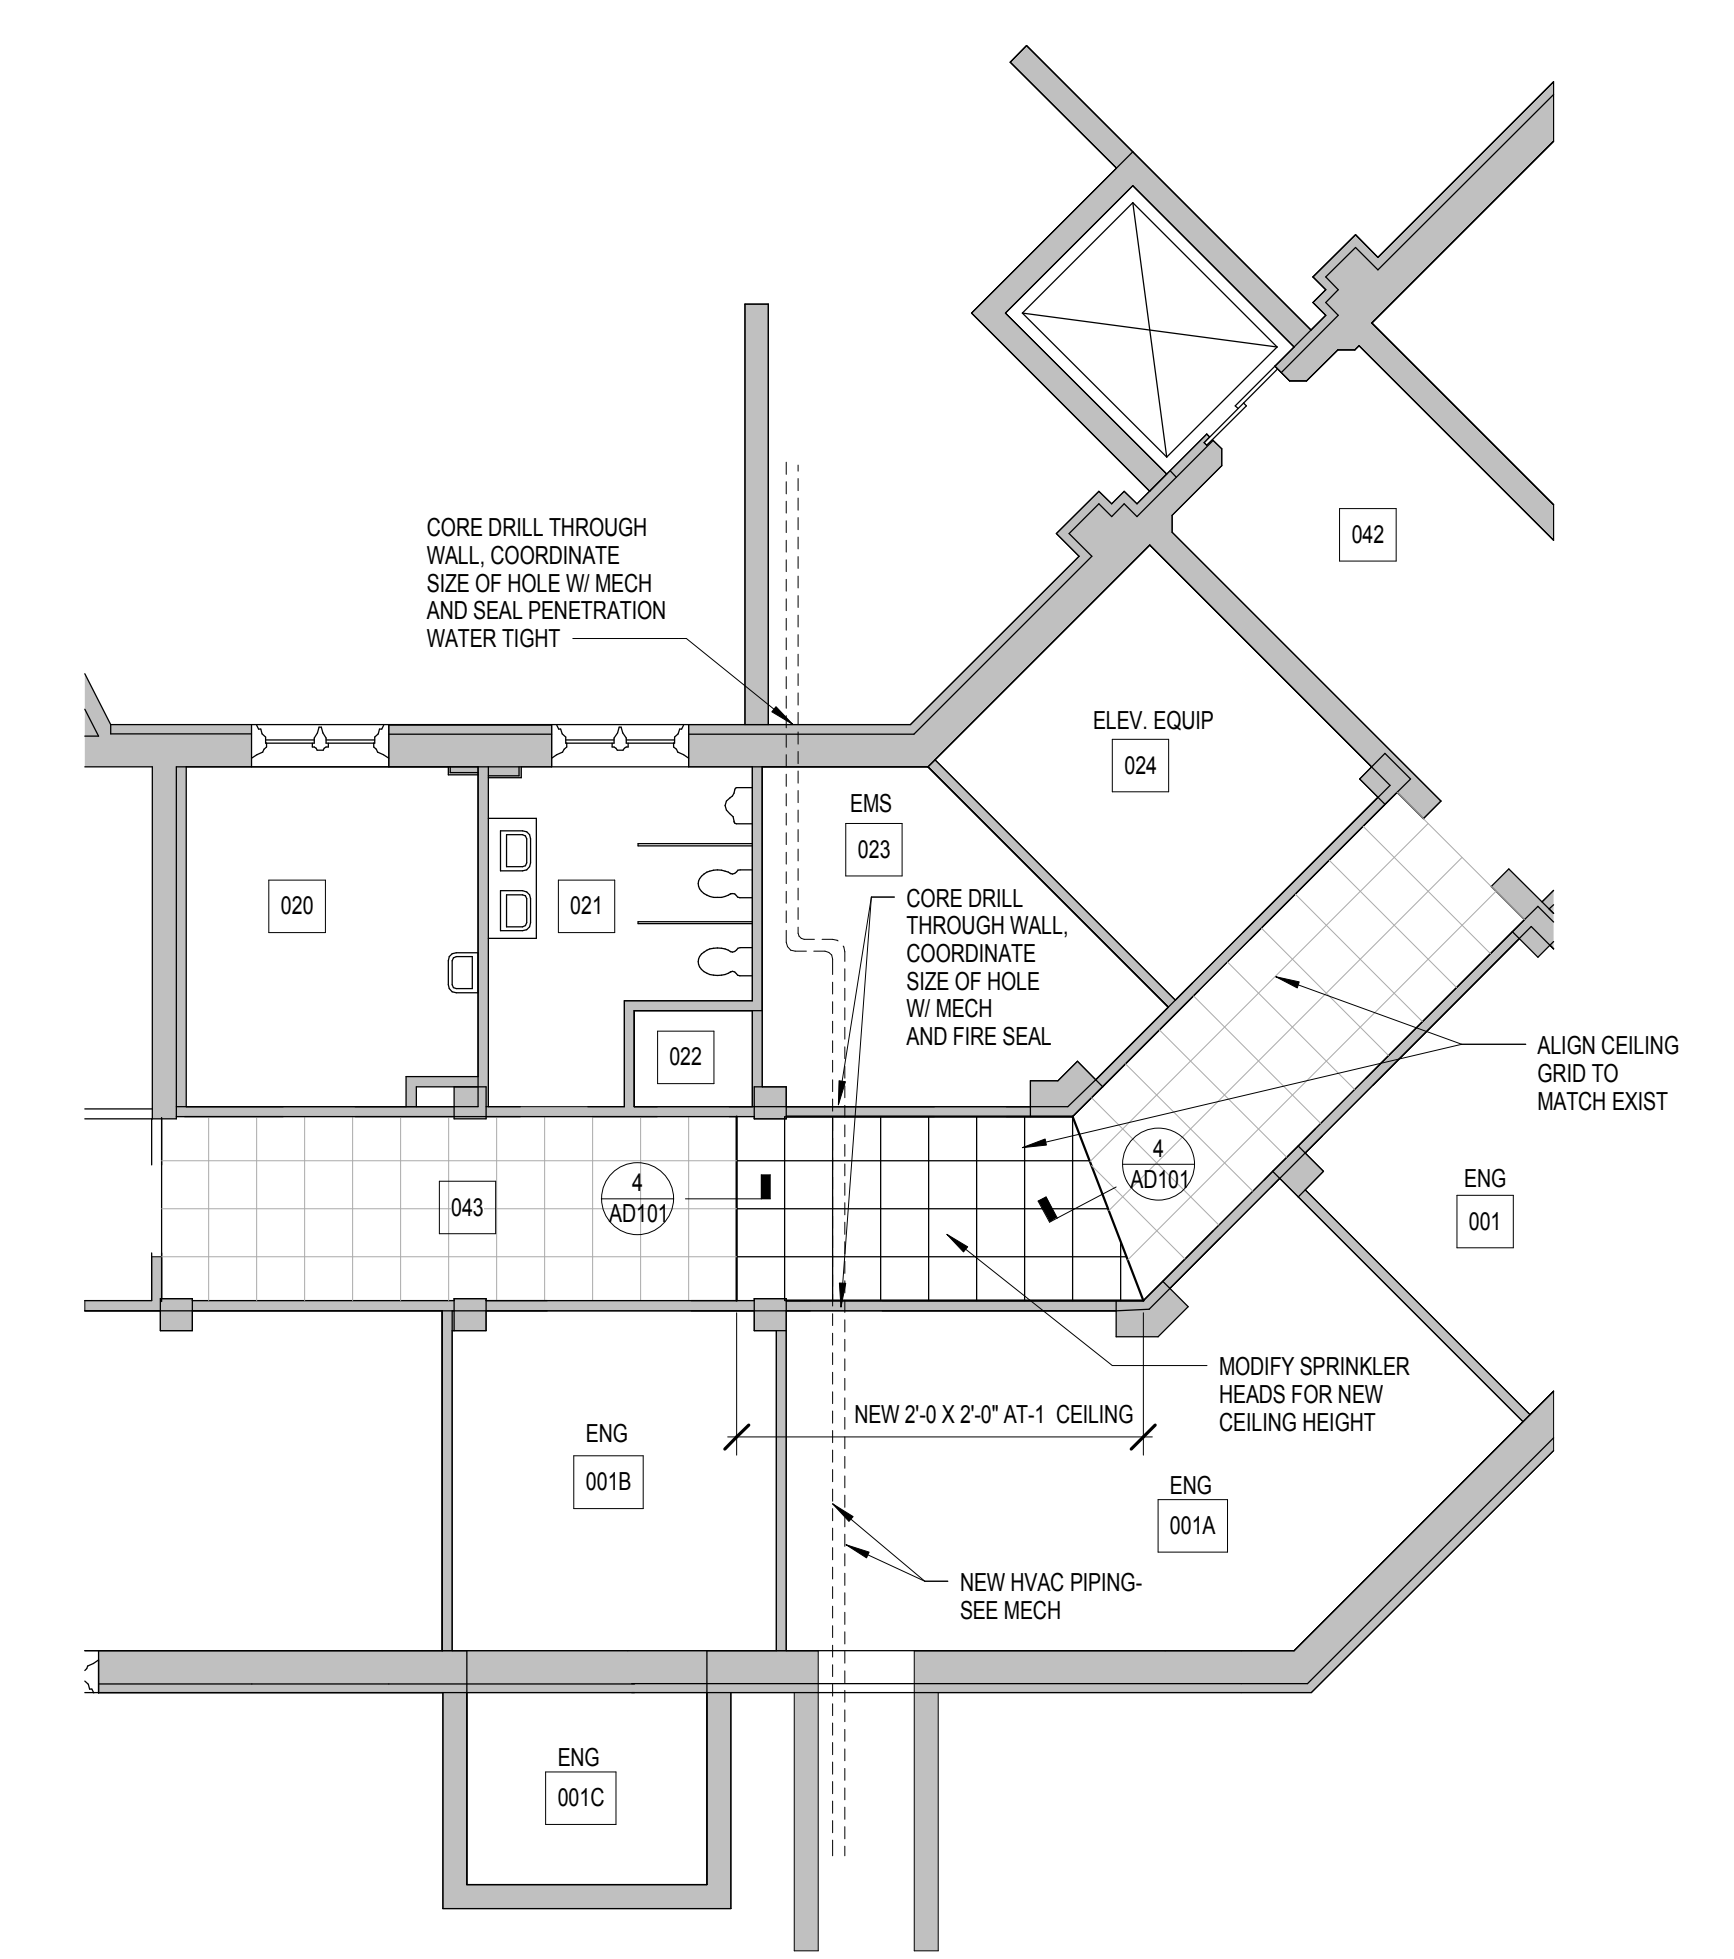 CORE DRILL THROUGH
WALL, COORDINATE
SIZE OF HOLE W/ MECH
AND SEAL PENETRATION
WATER TIGHT
042
ELEV. EQUIP
024
EMS
023
020
021
022
CORE DRILL
THROUGH WALL,
COORDINATE
SIZE OF HOLE
W/ MECH
AND FIRE SEAL
ALIGN CEILING
GRID TO
MATCH EXIST
4
AD101
4
AD101
043
ENG
001
MODIFY SPRINKLER
HEADS FOR NEW
CEILING HEIGHT
NEW 2'-0 X 2'-0" AT-1 CEILING
ENG
001B
ENG
001A
NEW HVAC PIPING-
SEE MECH
ENG
001C